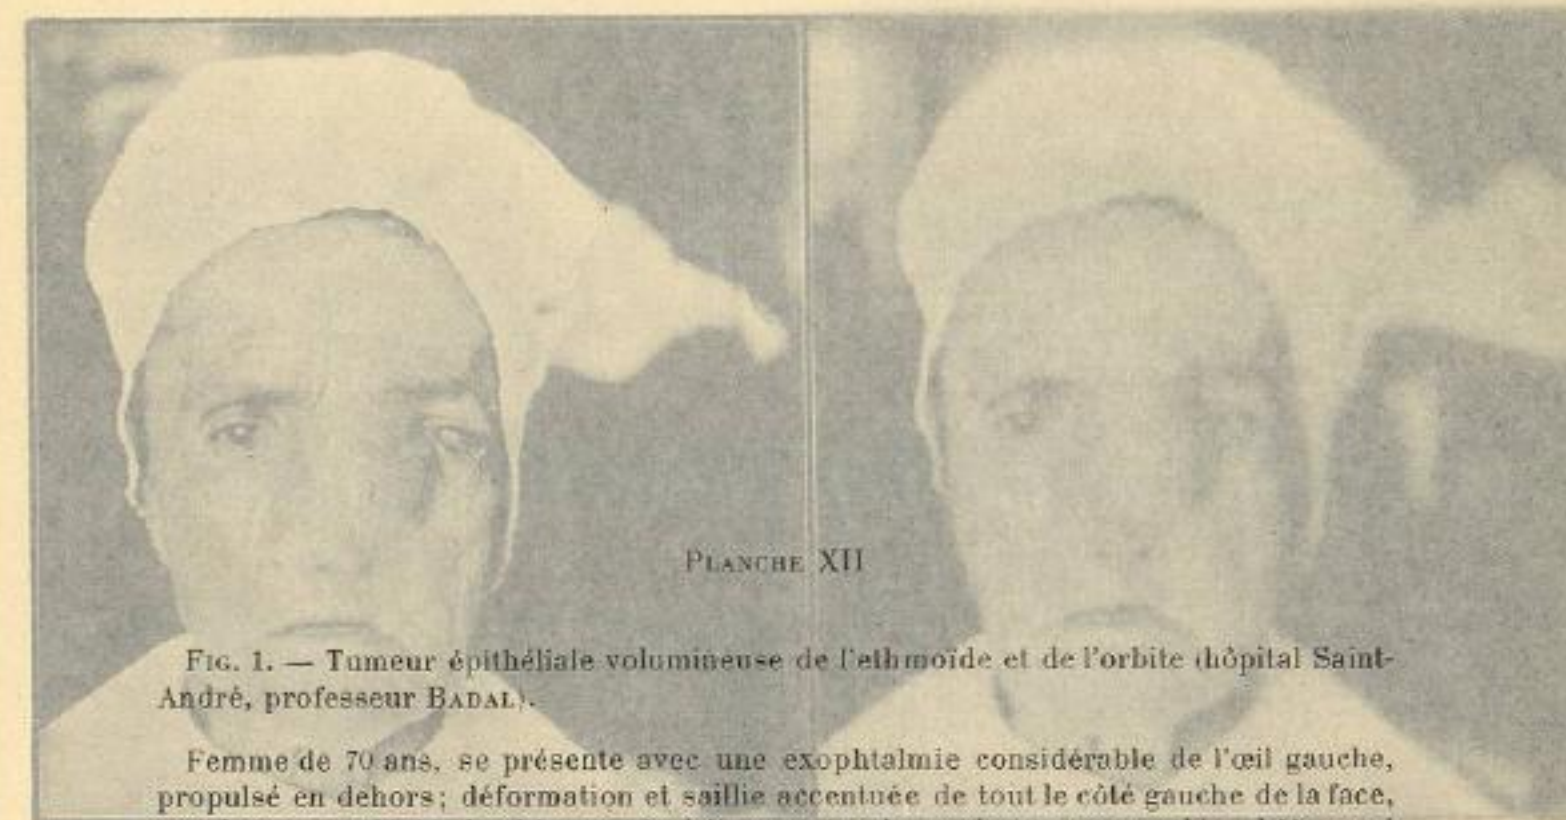 PLANCHE XII
FIG. 1. — Tumeur épithéliale volumineuse de l'ethmoïde et de l'orbite (hôpital Saint-
André, professeur BADAL).
Femme de 70 ans, se présente avec une exophtalmie considérable de l'œil gauche,
propulsé en dehors; déformation et saillie accentuée de tout le côté gauche de la face,